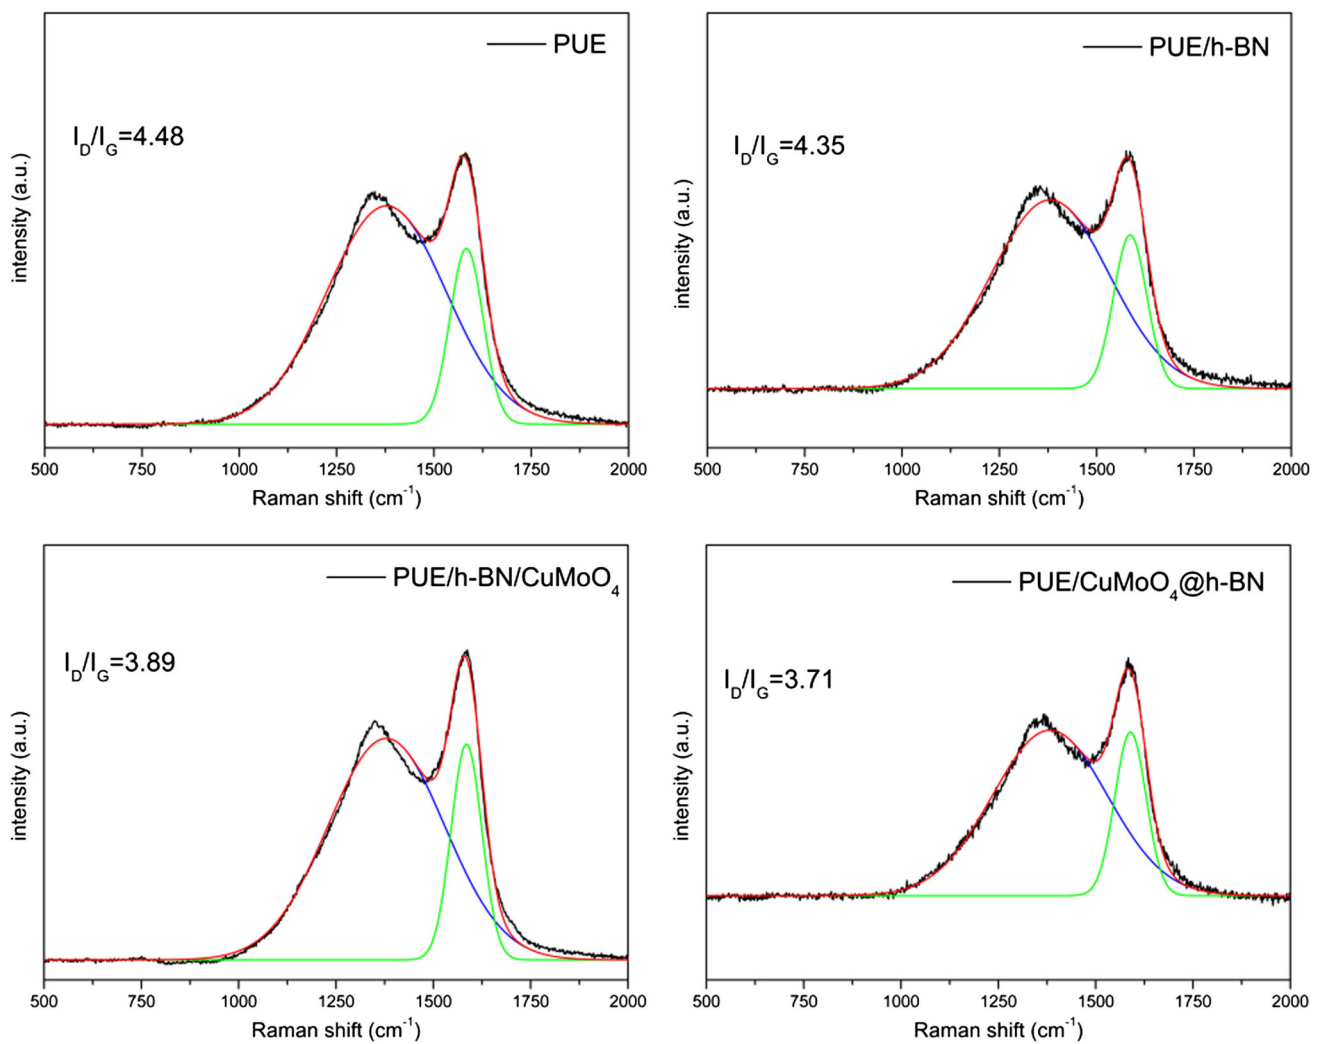 PUE
I_D/I_G=4.48
intensity (a.u.)
500 750 1000 1250 1500 1750 2000
Raman shift (cm⁻¹)
PUE/h-BN
I_D/I_G=4.35
intensity (a.u.)
500 750 1000 1250 1500 1750 2000
Raman shift (cm⁻¹)
PUE/h-BN/CuMoO₄
I_D/I_G=3.89
intensity (a.u.)
500 750 1000 1250 1500 1750 2000
Raman shift (cm⁻¹)
PUE/CuMoO₄@h-BN
I_D/I_G=3.71
intensity (a.u.)
500 750 1000 1250 1500 1750 2000
Raman shift (cm⁻¹)